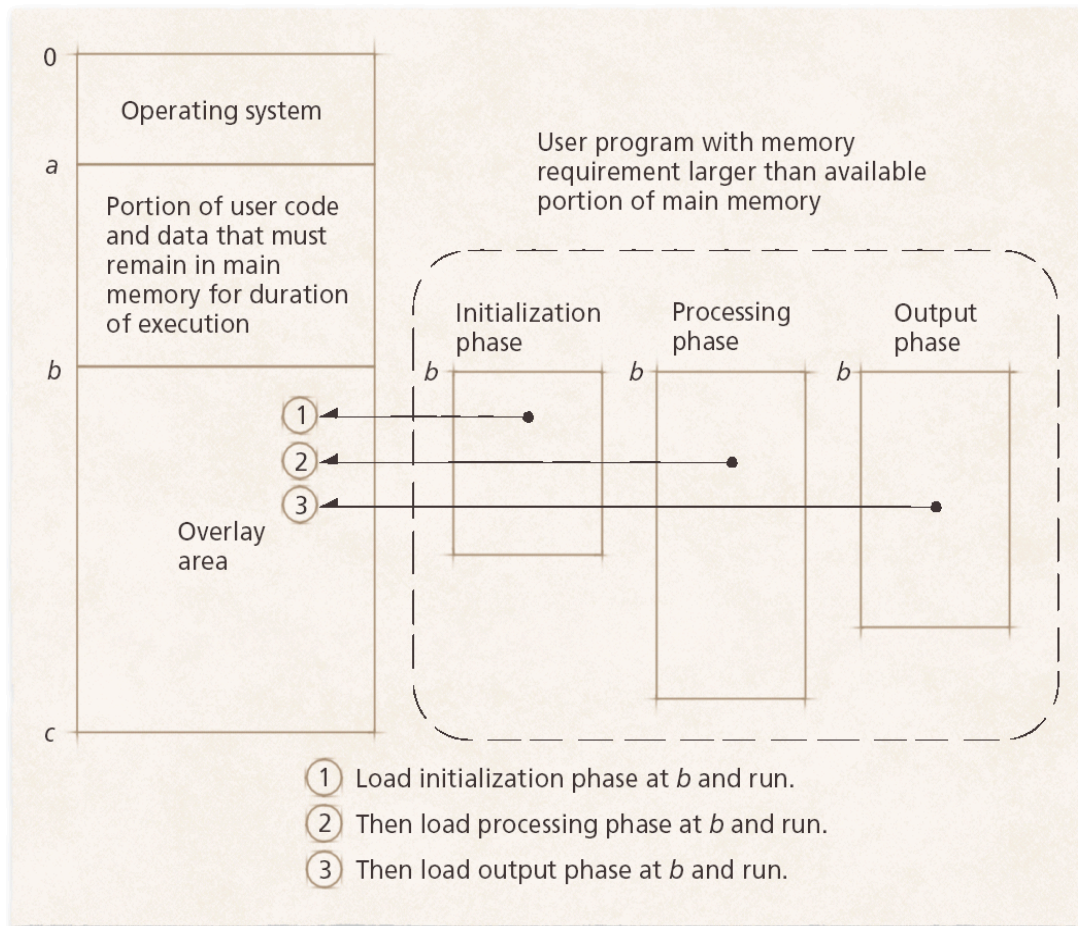 0
Operating system
a
User program with memory
requirement larger than available
portion of main memory
Portion of user code
and data that must
remain in main
memory for duration
of execution
b
Initialization
phase
Processing
phase
Output
phase
b
b
b
1
2
3
Overlay
area
c
1 Load initialization phase at b and run.
2 Then load processing phase at b and run.
3 Then load output phase at b and run.